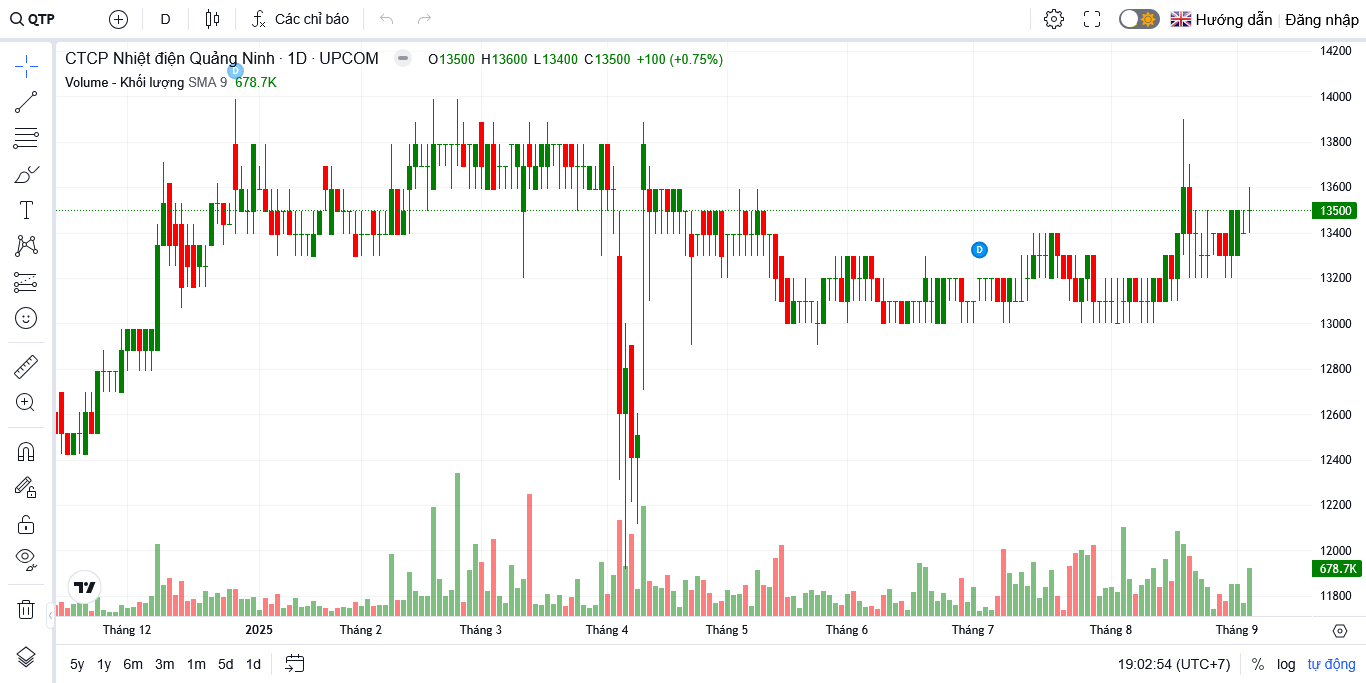 QTP D Các chỉ báo Hướng dẫn Đăng nhập
CTCP Nhiệt điện Quảng Ninh · 1D · UPCOM O13500 H13600 L13400 C13500 +100 (+0.75%)
D
Volume - Khối lượng SMA 9 678.7K
14200
14000
13800
13600
13500
13400
D
13200
13000
12800
12600
12400
12200
12000
678.7K
11800
Tháng 12 2025 Tháng 2 Tháng 3 Tháng 4 Tháng 5 Tháng 6 Tháng 7 Tháng 8 Tháng 9
5y 1y 6m 3m 1m 5d 1d 19:02:54 (UTC+7) % log tự động